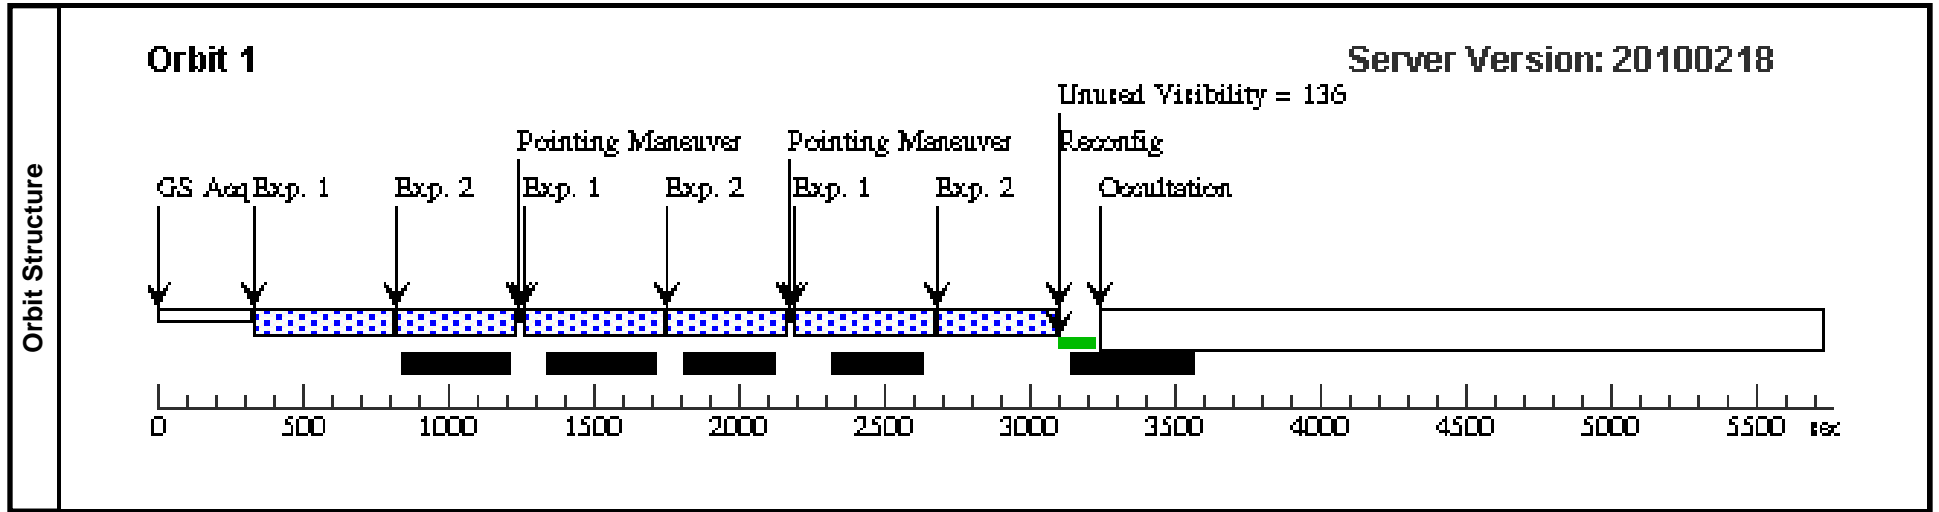 Orbit Structure
Orbit 1
Server Version: 20100218
Unused Visibility = 136
Pointing Maneuver Pointing Maneuver Reconfig
GS Acq Exp. 1 Exp. 2 Exp. 1 Exp. 2 Exp. 1 Exp. 2 Occultation
0 500 1000 1500 2000 2500 3000 3500 4000 4500 5000 5500 sec